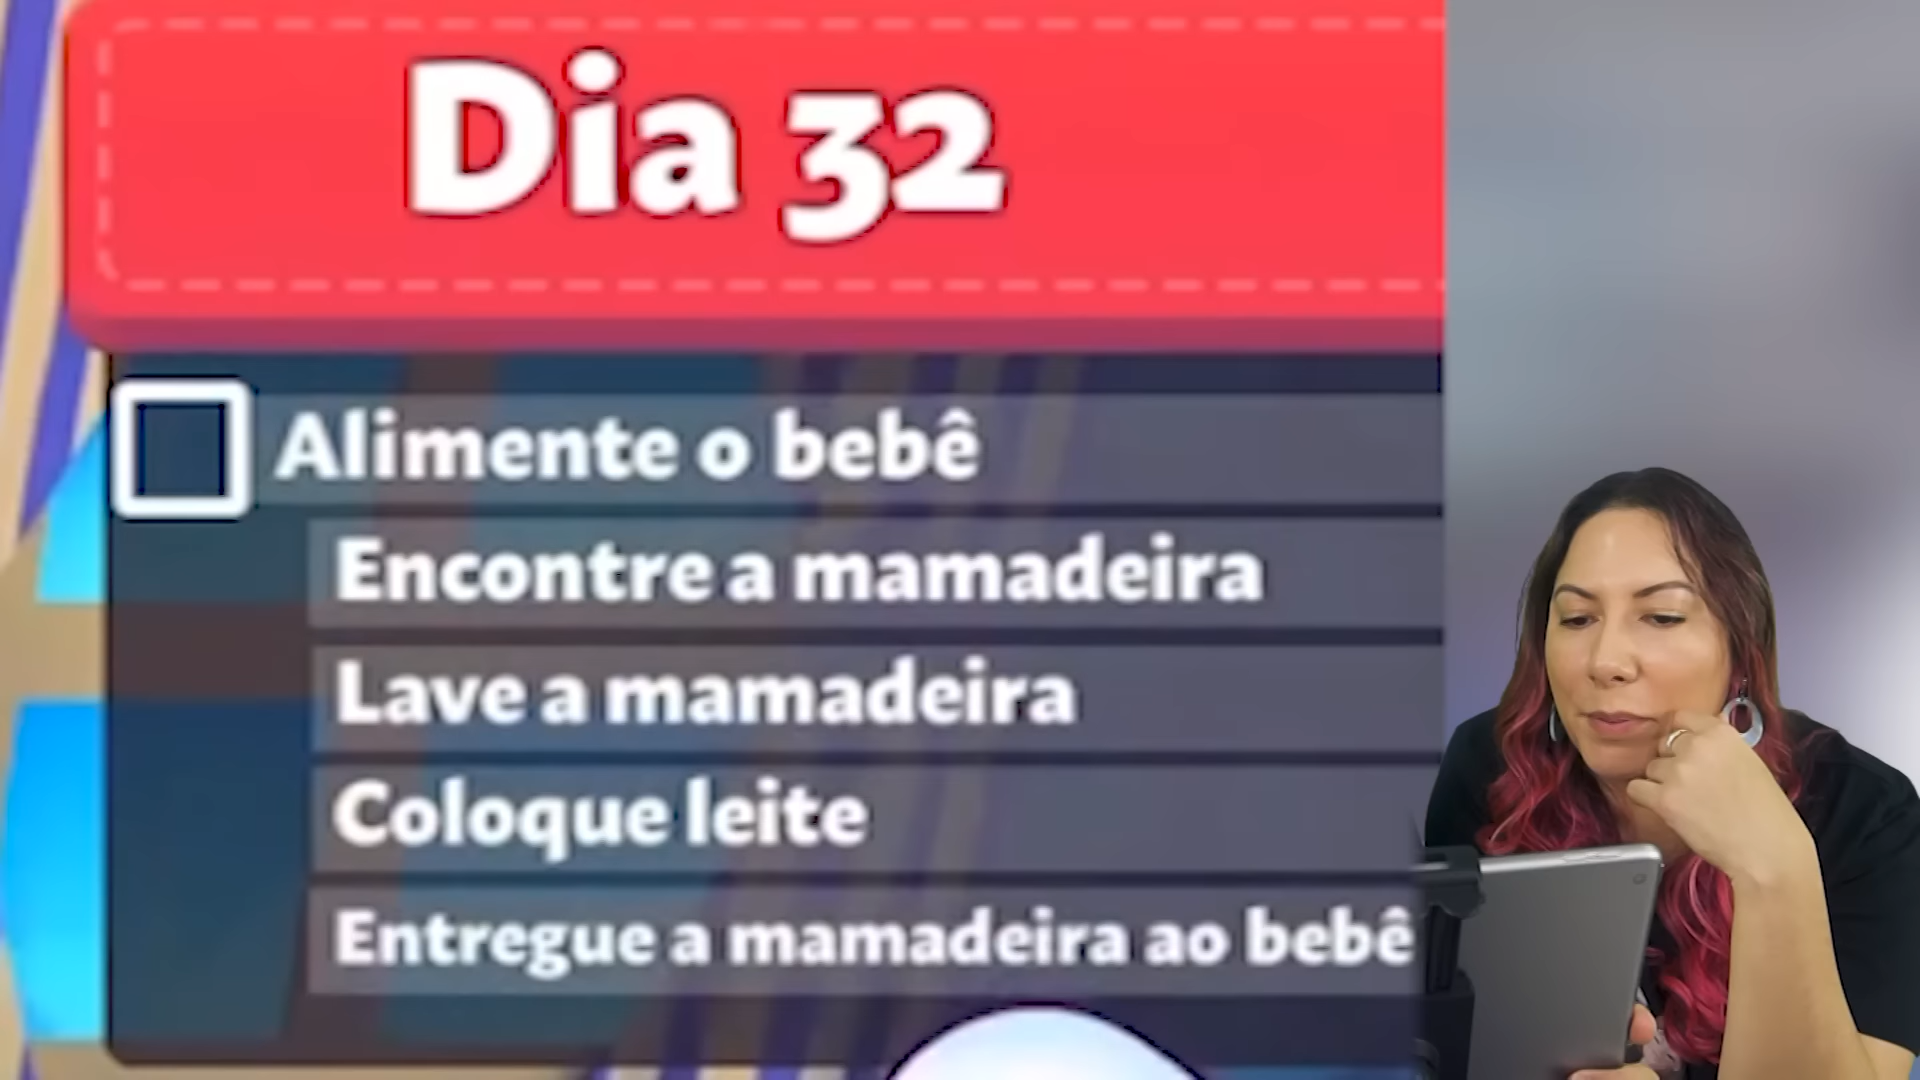 Dia 32
Alimente o bebê
Encontre a mamadeira
Lave a mamadeira
Coloque leite
Entregue a mamadeira ao bebê